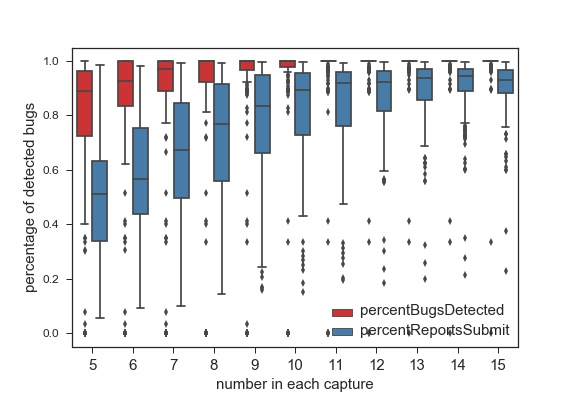 1.0
0.8
0.6
0.4
0.2
0.0
percentage of detected bugs
percentBugsDetected
percentReportsSubmit
5 6 7 8 9 10 11 12 13 14 15
number in each capture